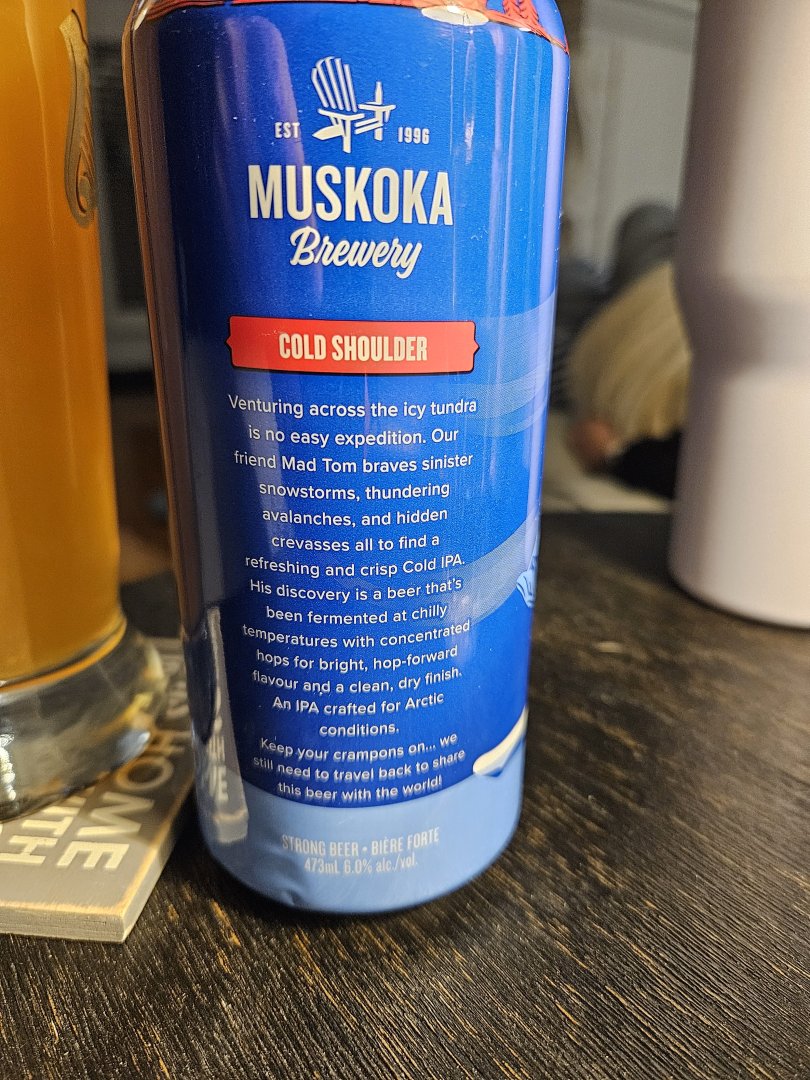 EST 1996
MUSKOKA
Brewery
COLD SHOULDER
Venturing across the icy tundra
is no easy expedition. Our
friend Mad Tom braves sinister
snowstorms, thundering
avalanches, and hidden
crevasses all to find a
refreshing and crisp Cold IPA.
His discovery is a beer that's
been fermented at chilly
temperatures with concentrated
hops for bright, hop-forward
flavour and a clean, dry finish.
An IPA crafted for Arctic
conditions.
Keep your crampons on... we
still need to travel back to share
this beer with the world!
STRONG BEER • BIÈRE FORTE
473mL 6.0% alc./vol.